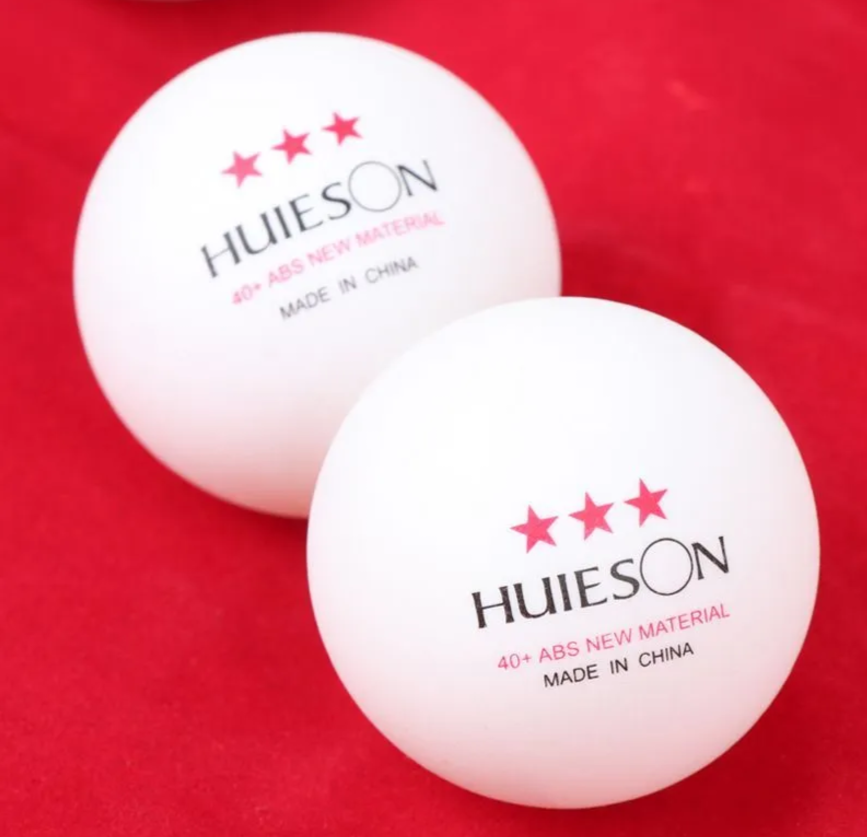 ★★★
HUIESON
40+ ABS NEW MATERIAL
MADE IN CHINA
★★★
HUIESON
40+ ABS NEW MATERIAL
MADE IN CHINA